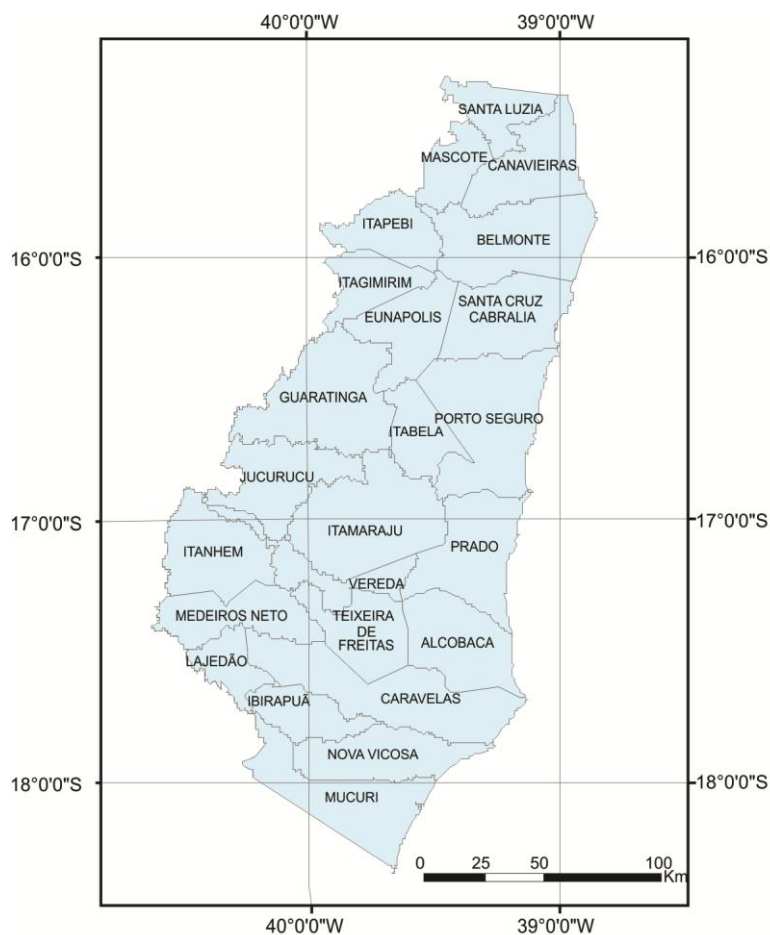 40°0'0"W
39°0'0"W
SANTA LUZIA
MASCOTE
CANAVIEIRAS
ITAPEBI
BELMONTE
16°0'0"S
16°0'0"S
ITAGIMIRIM
SANTA CRUZ
CABRALIA
EUNAPOLIS
GUARATINGA
PORTO SEGURO
ITABELA
JUCURUCU
17°0'0"S
17°0'0"S
ITAMARAJU
PRADO
ITANHEM
VEREDA
MEDEIROS NETO
TEIXEIRA
DE
FREITAS
ALCOBACA
LAJEDÃO
IBIRAPUÃ
CARAVELAS
NOVA VICOSA
18°0'0"S
18°0'0"S
MUCURI
0 25 50 100
Km
40°0'0"W
39°0'0"W